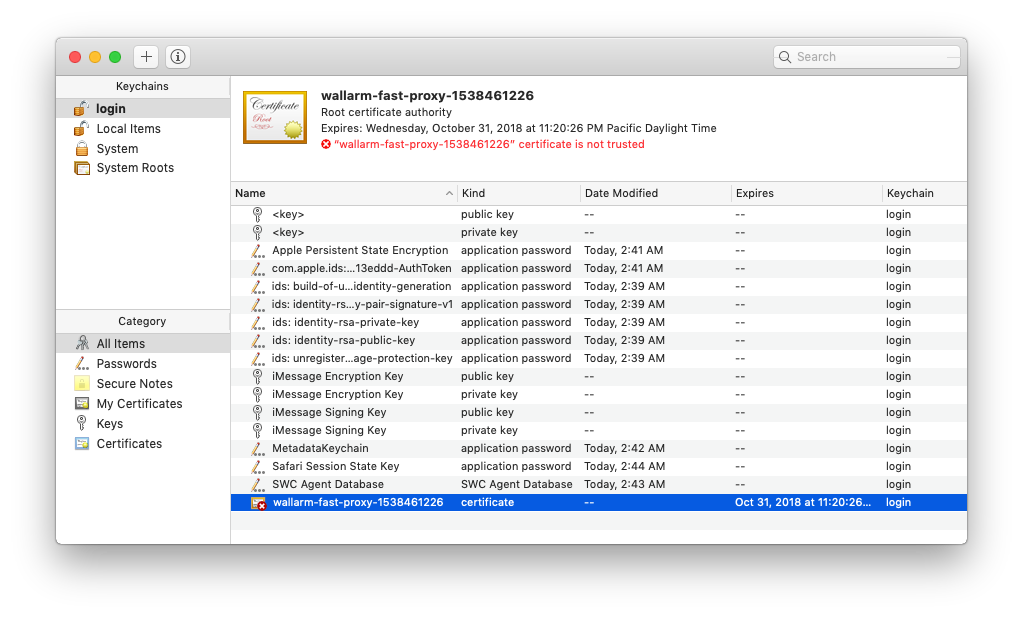 Search
Keychains
login
Local Items
System
System Roots
Category
All Items
Passwords
Secure Notes
My Certificates
Keys
Certificates
Certificate
Root
wallarm-fast-proxy-1538461226
Root certificate authority
Expires: Wednesday, October 31, 2018 at 11:20:26 PM Pacific Daylight Time
“wallarm-fast-proxy-1538461226” certificate is not trusted
Name Kind Date Modified Expires Keychain
<key> public key -- -- login
<key> private key -- -- login
Apple Persistent State Encryption application password Today, 2:41 AM -- login
com.apple.ids:...13eddd-AuthToken application password Today, 2:41 AM -- login
ids: build-of-u...identity-generation application password Today, 2:39 AM -- login
ids: identity-rs...y-pair-signature-v1 application password Today, 2:39 AM -- login
ids: identity-rsa-private-key application password Today, 2:39 AM -- login
ids: identity-rsa-public-key application password Today, 2:39 AM -- login
ids: unregister...age-protection-key application password Today, 2:39 AM -- login
iMessage Encryption Key public key -- -- login
iMessage Encryption Key private key -- -- login
iMessage Signing Key public key -- -- login
iMessage Signing Key private key -- -- login
MetadataKeychain application password Today, 2:42 AM -- login
Safari Session State Key application password Today, 2:44 AM -- login
SWC Agent Database SWC Agent Database Today, 2:43 AM -- login
wallarm-fast-proxy-1538461226 certificate -- Oct 31, 2018 at 11:20:26... login